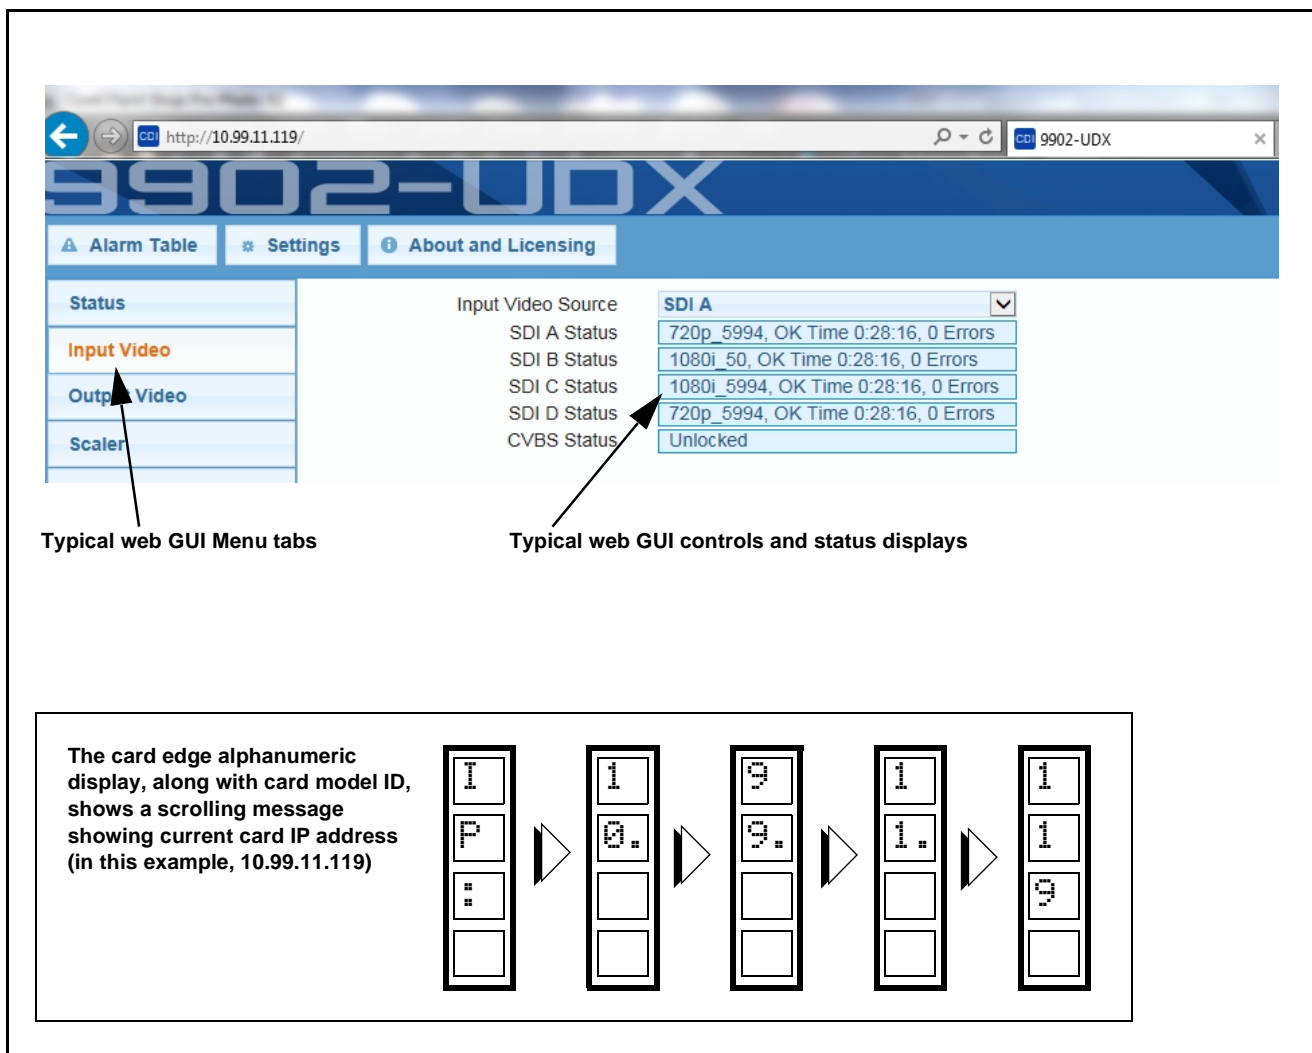 CDI http://10.99.11.119/
CDI 9902-UDX
9902-UDX
Alarm Table
Settings
About and Licensing
Status
Input Video
Output Video
Scaler
Input Video Source SDI A
SDI A Status 720p_5994, OK Time 0:28:16, 0 Errors
SDI B Status 1080i_50, OK Time 0:28:16, 0 Errors
SDI C Status 1080i_5994, OK Time 0:28:16, 0 Errors
SDI D Status 720p_5994, OK Time 0:28:16, 0 Errors
CVBS Status Unlocked
Typical web GUI Menu tabs
Typical web GUI controls and status displays
The card edge alphanumeric
display, along with card model ID,
shows a scrolling message
showing current card IP address
(in this example, 10.99.11.119)
I
P
:
1
0.
9
9.
1
1.
1
1
9